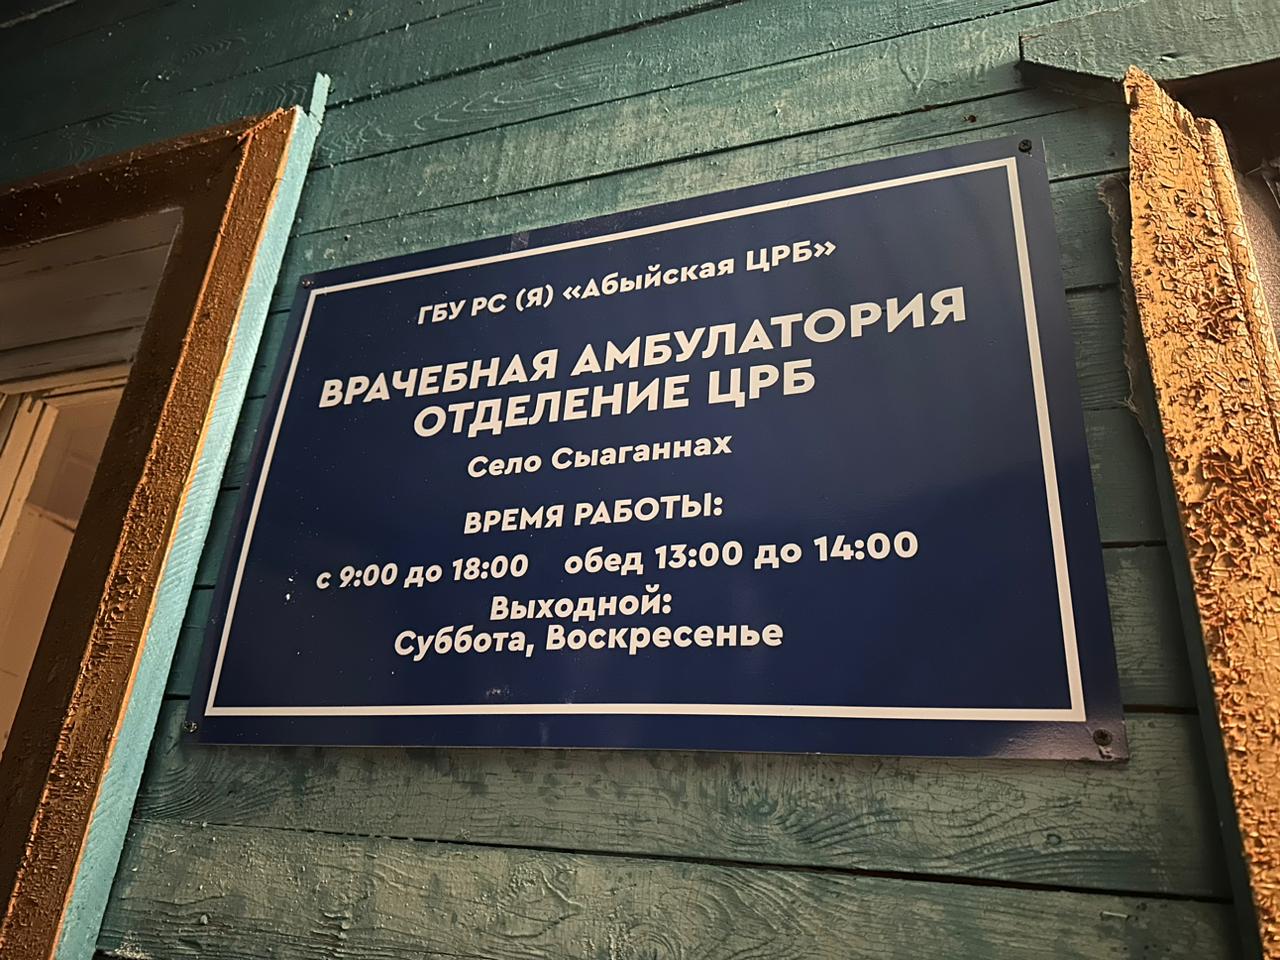 ГБУ РС (Я) «Абыйская ЦРБ»
ВРАЧЕБНАЯ АМБУЛАТОРИЯ
ОТДЕЛЕНИЕ ЦРБ
Село Сыаганнах
ВРЕМЯ РАБОТЫ:
с 9:00 до 18:00 обед 13:00 до 14:00
Выходной:
Суббота, Воскресенье